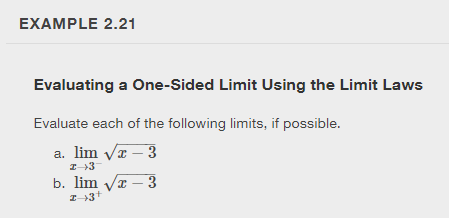 EXAMPLE 2.21
Evaluating a One-Sided Limit Using the Limit Laws
Evaluate each of the following limits, if possible.
a. lim √x − 3
x→3⁻
b. lim √x − 3
x→3⁺